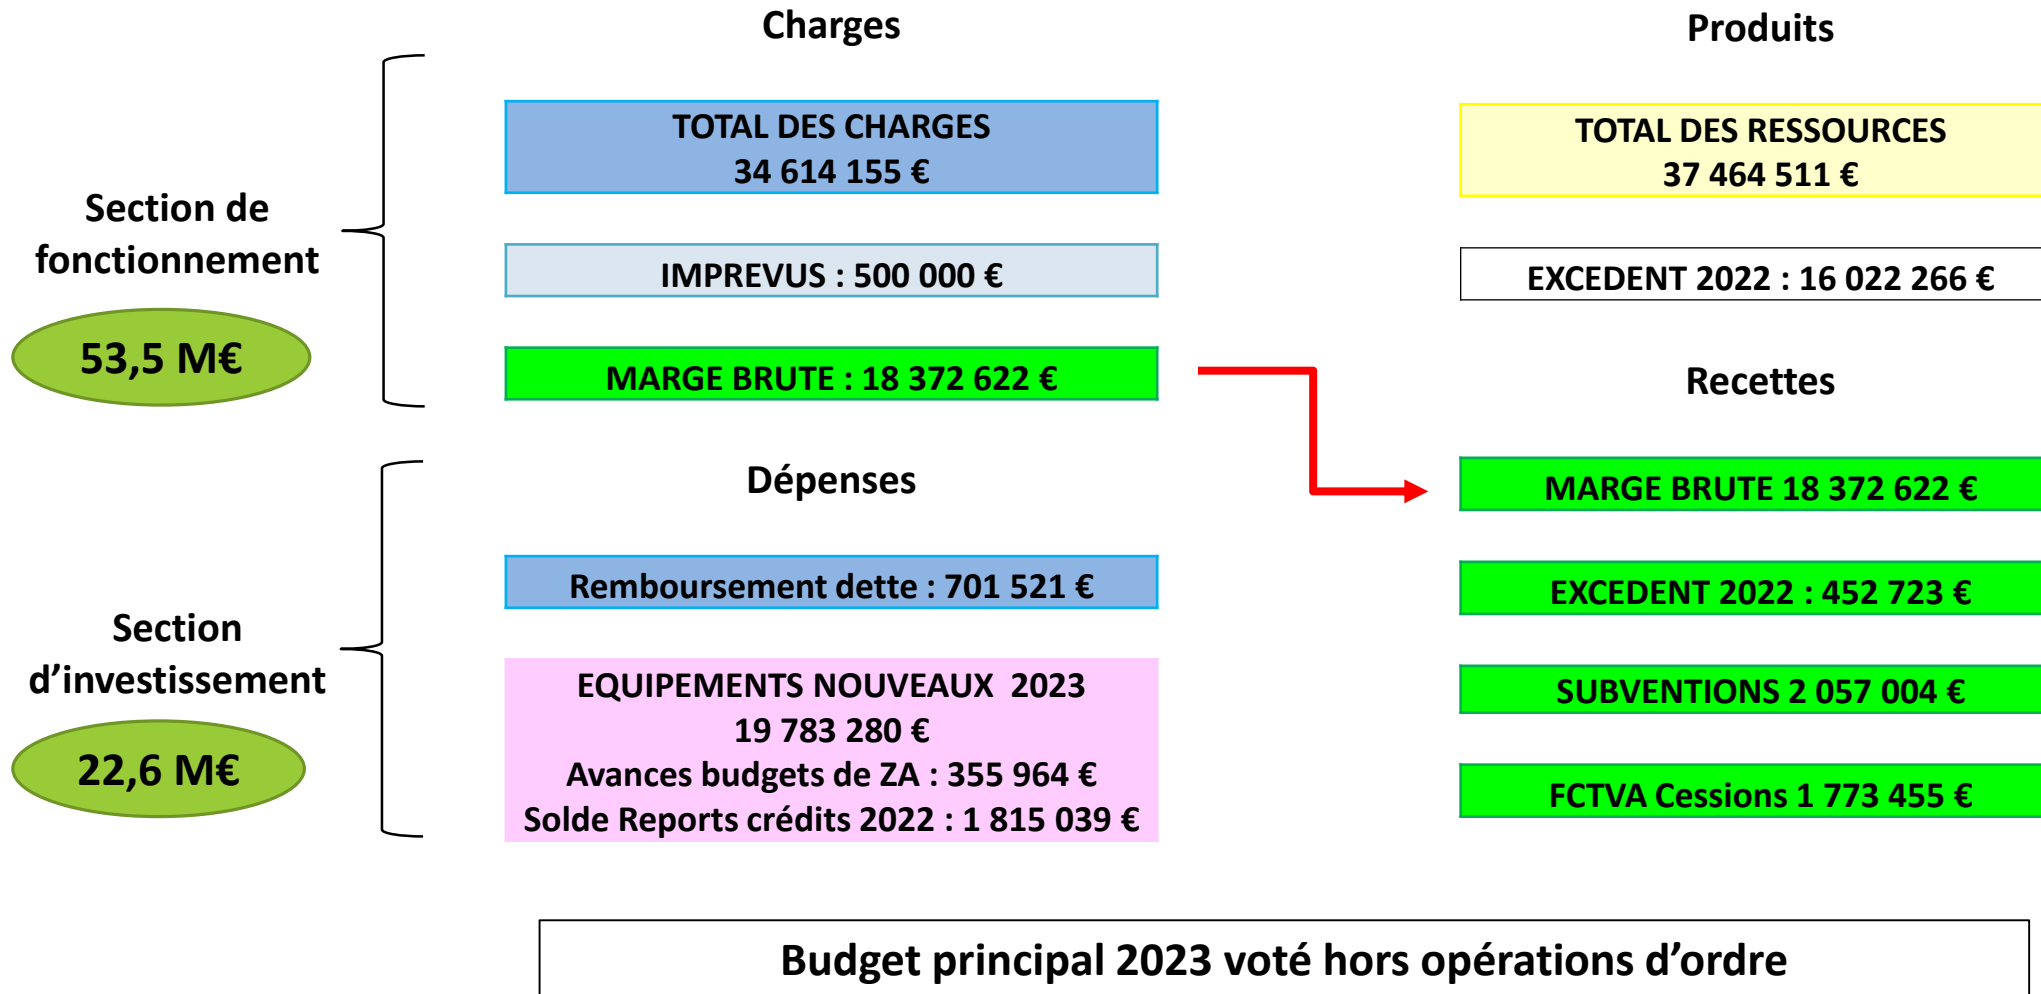 Charges
Produits
TOTAL DES CHARGES
34 614 155 €
TOTAL DES RESSOURCES
37 464 511 €
Section de
fonctionnement
53,5 M€
IMPREVUS : 500 000 €
EXCEDENT 2022 : 16 022 266 €
MARGE BRUTE : 18 372 622 €
Recettes
Dépenses
MARGE BRUTE 18 372 622 €
Remboursement dette : 701 521 €
EXCEDENT 2022 : 452 723 €
Section
d’investissement
22,6 M€
EQUIPEMENTS NOUVEAUX 2023
19 783 280 €
Avances budgets de ZA : 355 964 €
Solde Reports crédits 2022 : 1 815 039 €
SUBVENTIONS 2 057 004 €
FCTVA Cessions 1 773 455 €
Budget principal 2023 voté hors opérations d’ordre